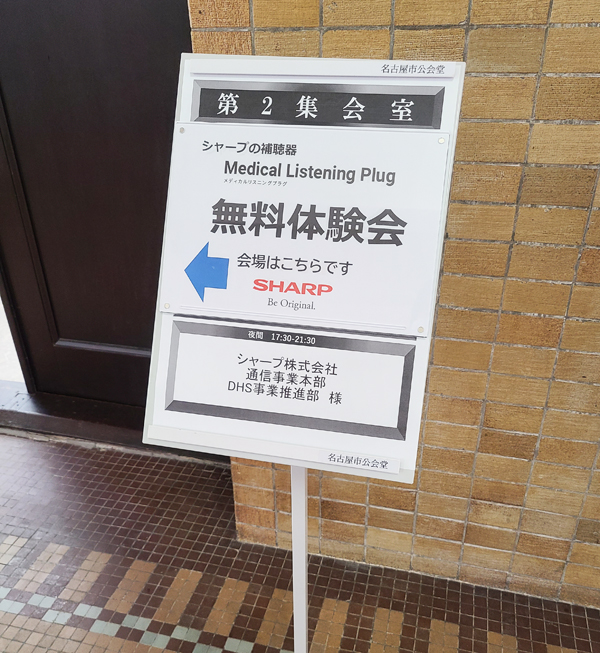 名古屋市公会堂
第2集会室
シャープの補聴器
Medical Listening Plug
メディカルリスニングプラグ
無料体験会
会場はこちらです
SHARP
Be Original.
夜間 17:30-21:30
シャープ株式会社
通信事業本部
DHS事業推進部 様
名古屋市公会堂